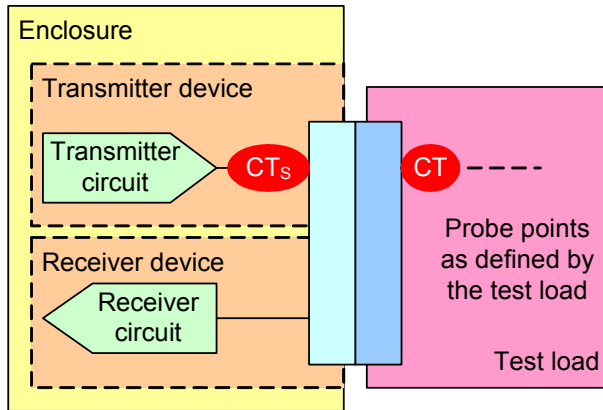 Enclosure
Transmitter device
Transmitter
circuit
CTS
CT
Probe points
as defined by
the test load
Receiver device
Receiver
circuit
Test load